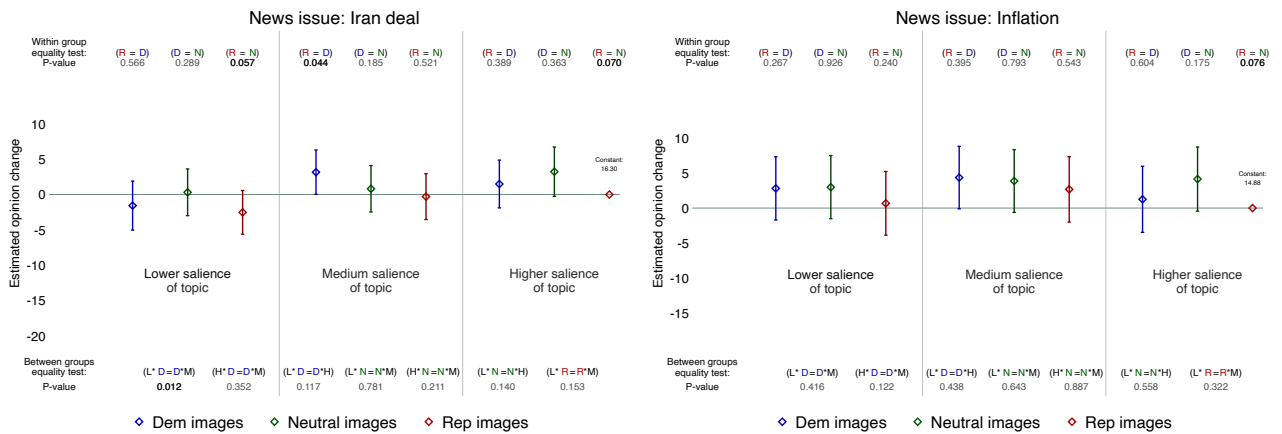 News issue: Iran deal
Within group
equality test: (R = D) (D = N) (R = N) (R = D) (D = N) (R = N) (R = D) (D = N) (R = N)
P-value 0.566 0.289 0.057 0.044 0.185 0.521 0.389 0.363 0.070
Estimated opinion change
10
5
0
-5
-10
-15
-20
Constant:
16.30
Lower salience
of topic
Medium salience
of topic
Higher salience
of topic
Between groups
equality test: (L* D=D*M) (H* D=D*M) (L* D=D*H) (L* N=N*M) (H* N=N*M) (L* N=N*H) (L* R=R*M)
P-value 0.012 0.352 0.117 0.781 0.211 0.140 0.153
Dem images Neutral images Rep images
News issue: Inflation
Within group
equality test: (R = D) (D = N) (R = N) (R = D) (D = N) (R = N) (R = D) (D = N) (R = N)
P-value 0.267 0.926 0.240 0.395 0.793 0.543 0.604 0.175 0.076
Estimated opinion change
10
5
0
-5
-10
-15
Constant:
14.88
Lower salience
of topic
Medium salience
of topic
Higher salience
of topic
Between groups
equality test: (L* D=D*M) (H* D=D*M) (L* D=D*H) (L* N=N*M) (H* N=N*M) (L* N=N*H) (L* R=R*M)
P-value 0.416 0.122 0.438 0.643 0.887 0.558 0.322
Dem images Neutral images Rep images